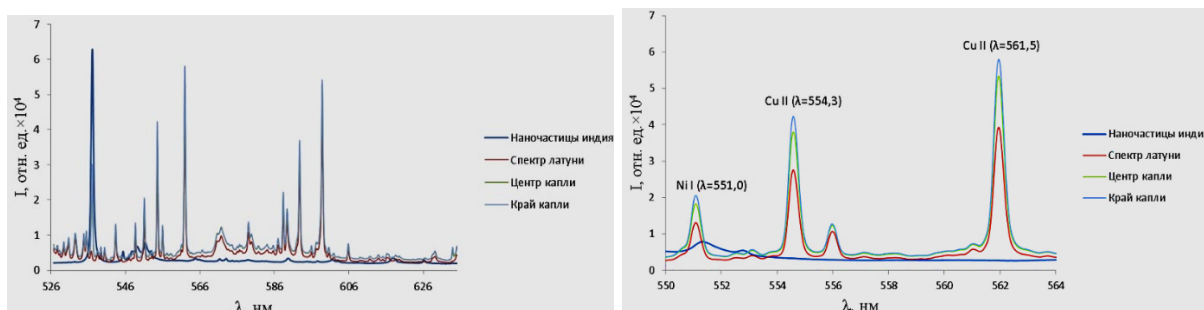 I, отн. ед.×10⁴
7
6
5
4
3
2
1
0
526
546
566
586
606
626
λ, нм
Наночастицы индия
Спектр латуни
Центр капли
Край капли
I, отн. ед.×10⁴
7
6
5
4
3
2
1
0
550
552
554
556
558
560
562
564
λ, нм
Ni I (λ=551,0)
Cu II (λ=554,3)
Cu II (λ=561,5)
Наночастицы инди
Спектр латуни
Центр капли
Край капли